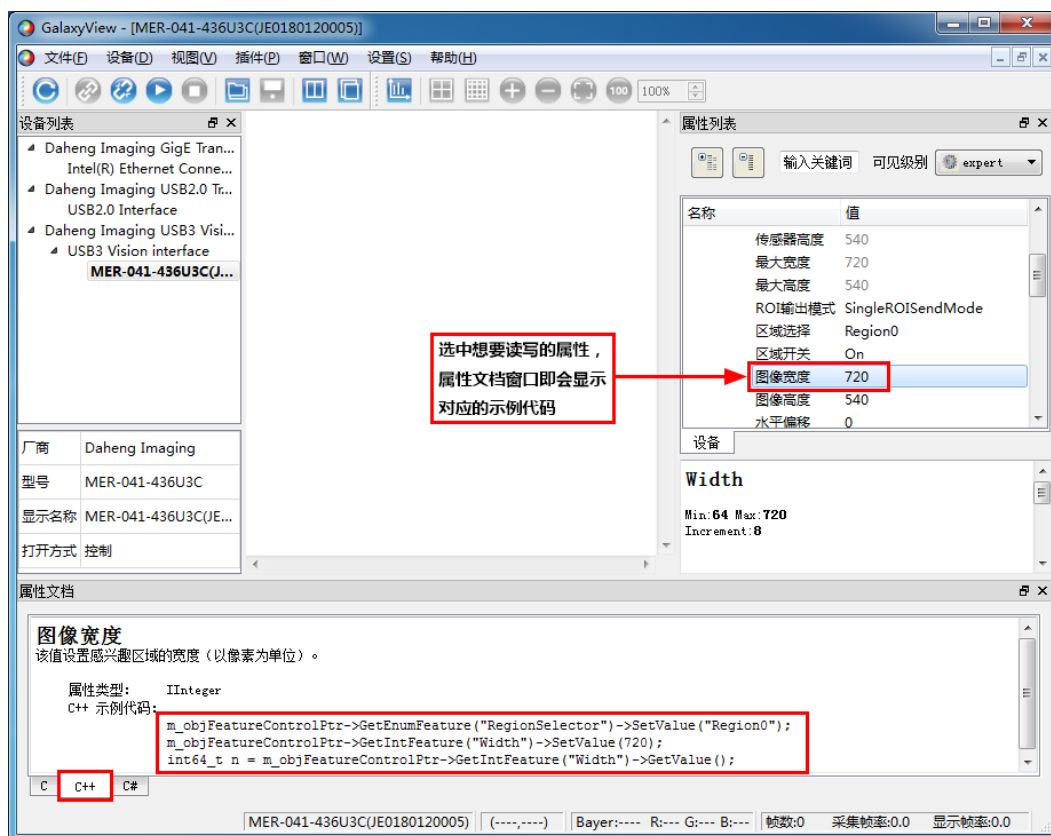 GalaxyView - [MER-041-436U3C(JE0180120005)]
文件(F) 设备(D) 视图(V) 插件(P) 窗口(W) 设置(S) 帮助(H)
100 100%
设备列表
Daheng Imaging GigE Tran...
Intel(R) Ethernet Conne...
Daheng Imaging USB2.0 Tr...
USB2.0 Interface
Daheng Imaging USB3 Visi...
USB3 Vision interface
MER-041-436U3C(J...
厂商 Daheng Imaging
型号 MER-041-436U3C
显示名称 MER-041-436U3C(JE...
打开方式 控制
选中想要读写的属性，
属性文档窗口即会显示
对应的示例代码
属性列表
输入关键词 可见级别 expert
名称 值
传感器高度 540
最大宽度 720
最大高度 540
ROI输出模式 SingleROISendMode
区域选择 Region0
区域开关 On
图像宽度 720
图像高度 540
水平偏移 0
设备
Width
Min:64 Max:720
Increment:8
属性文档
图像宽度
该值设置感兴趣区域的宽度（以像素为单位）。
属性类型: IInteger
C++ 示例代码:
m_objFeatureControlPtr->GetEnumFeature("RegionSelector")->SetValue("Region0");
m_objFeatureControlPtr->GetIntFeature("Width")->SetValue(720);
int64_t n = m_objFeatureControlPtr->GetIntFeature("Width")->GetValue();
C C++ C#
MER-041-436U3C(JE0180120005) (----,----) Bayer:---- R:--- G:--- B:--- 帧数:0 采集帧率:0.0 显示帧率:0.0